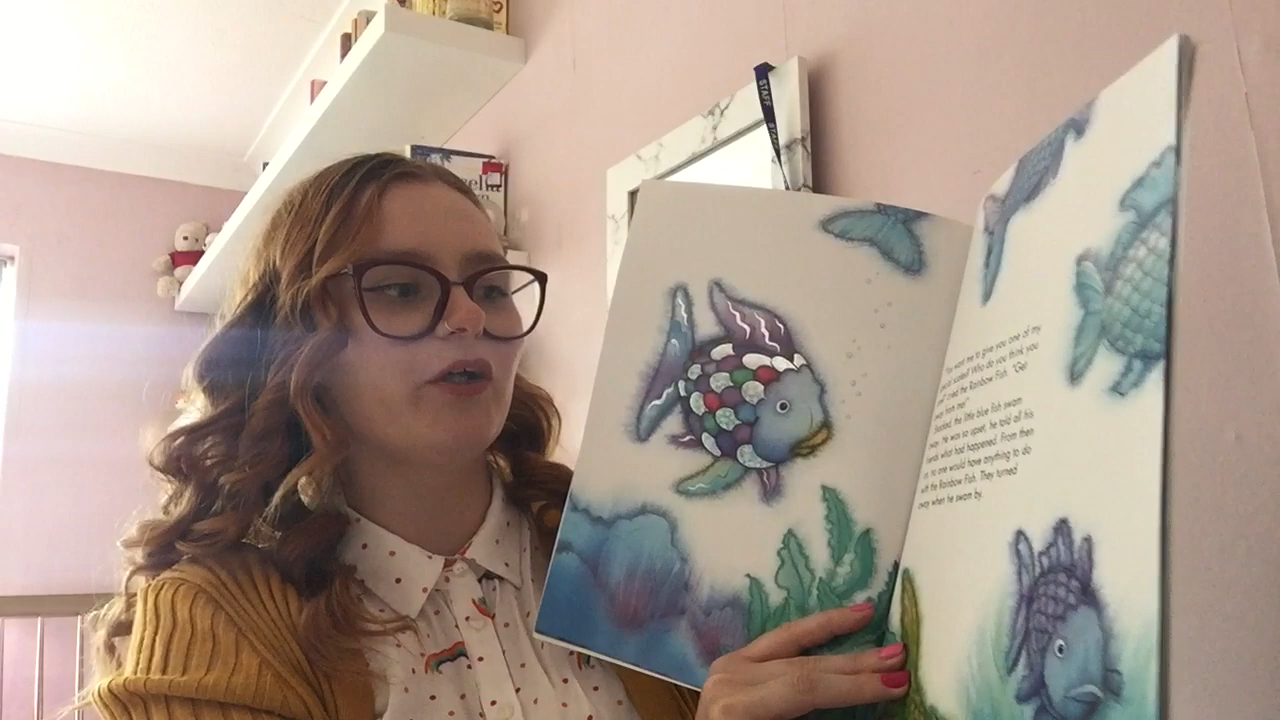 STAFF
"You want me to give you one of my
special scales? Who do you think you
are?" cried the Rainbow Fish. "Get
away from me!"
Shocked, the little blue fish swam
away. He was so upset, he told all his
friends what had happened. From then
on, no one would have anything to do
with the Rainbow Fish. They turned
away when he swam by.